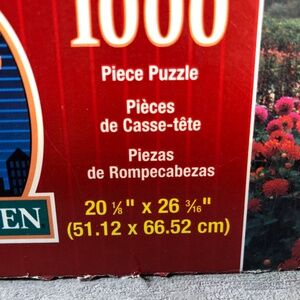 1000
Piece Puzzle
Pièces
de Casse-tête
Piezas
de Rompecabezas
EN
20 ⅛" x 26 ³⁄₁₆"
(51.12 x 66.52 cm)